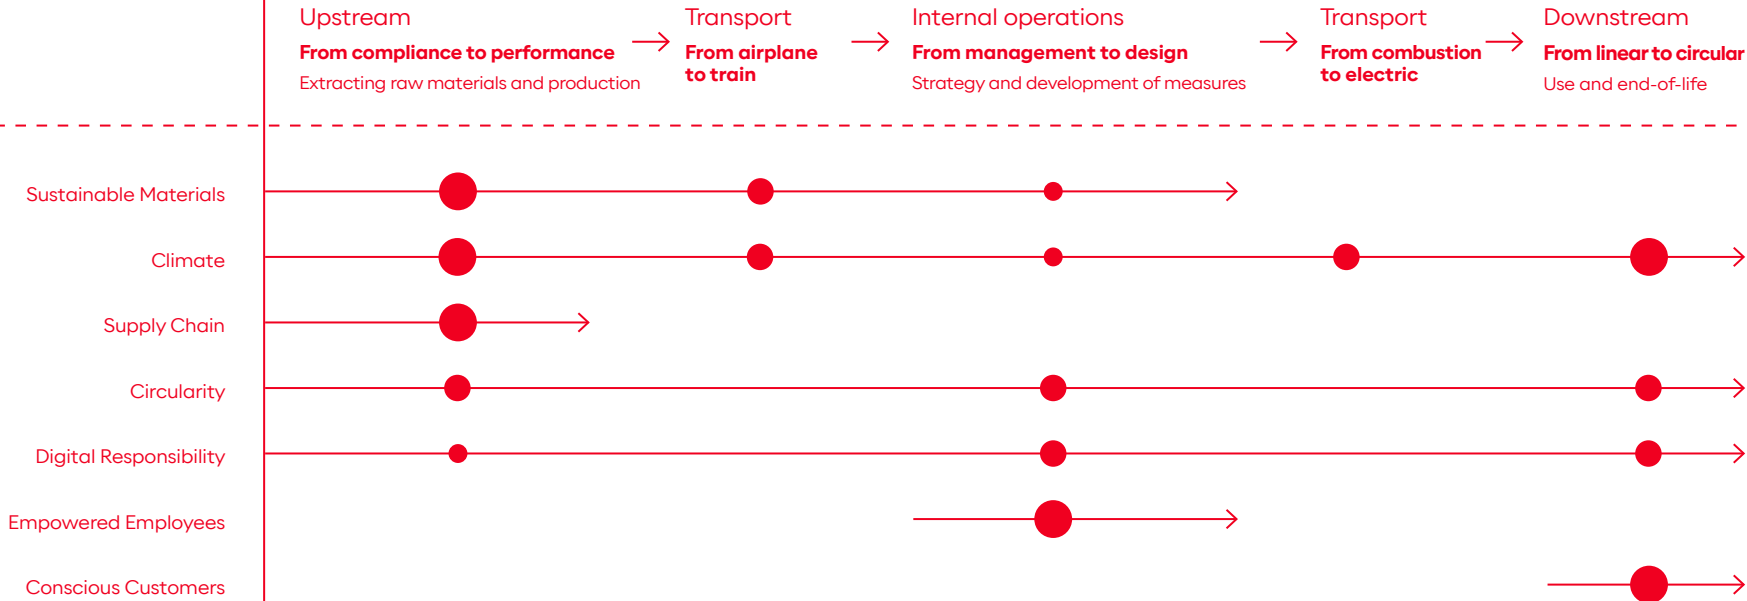 Upstream
From compliance to performance
Extracting raw materials and production
Transport
From airplane
to train
Internal operations
From management to design
Strategy and development of measures
Transport
From combustion
to electric
Downstream
From linear to circular
Use and end-of-life
Sustainable Materials
Climate
Supply Chain
Circularity
Digital Responsibility
Empowered Employees
Conscious Customers